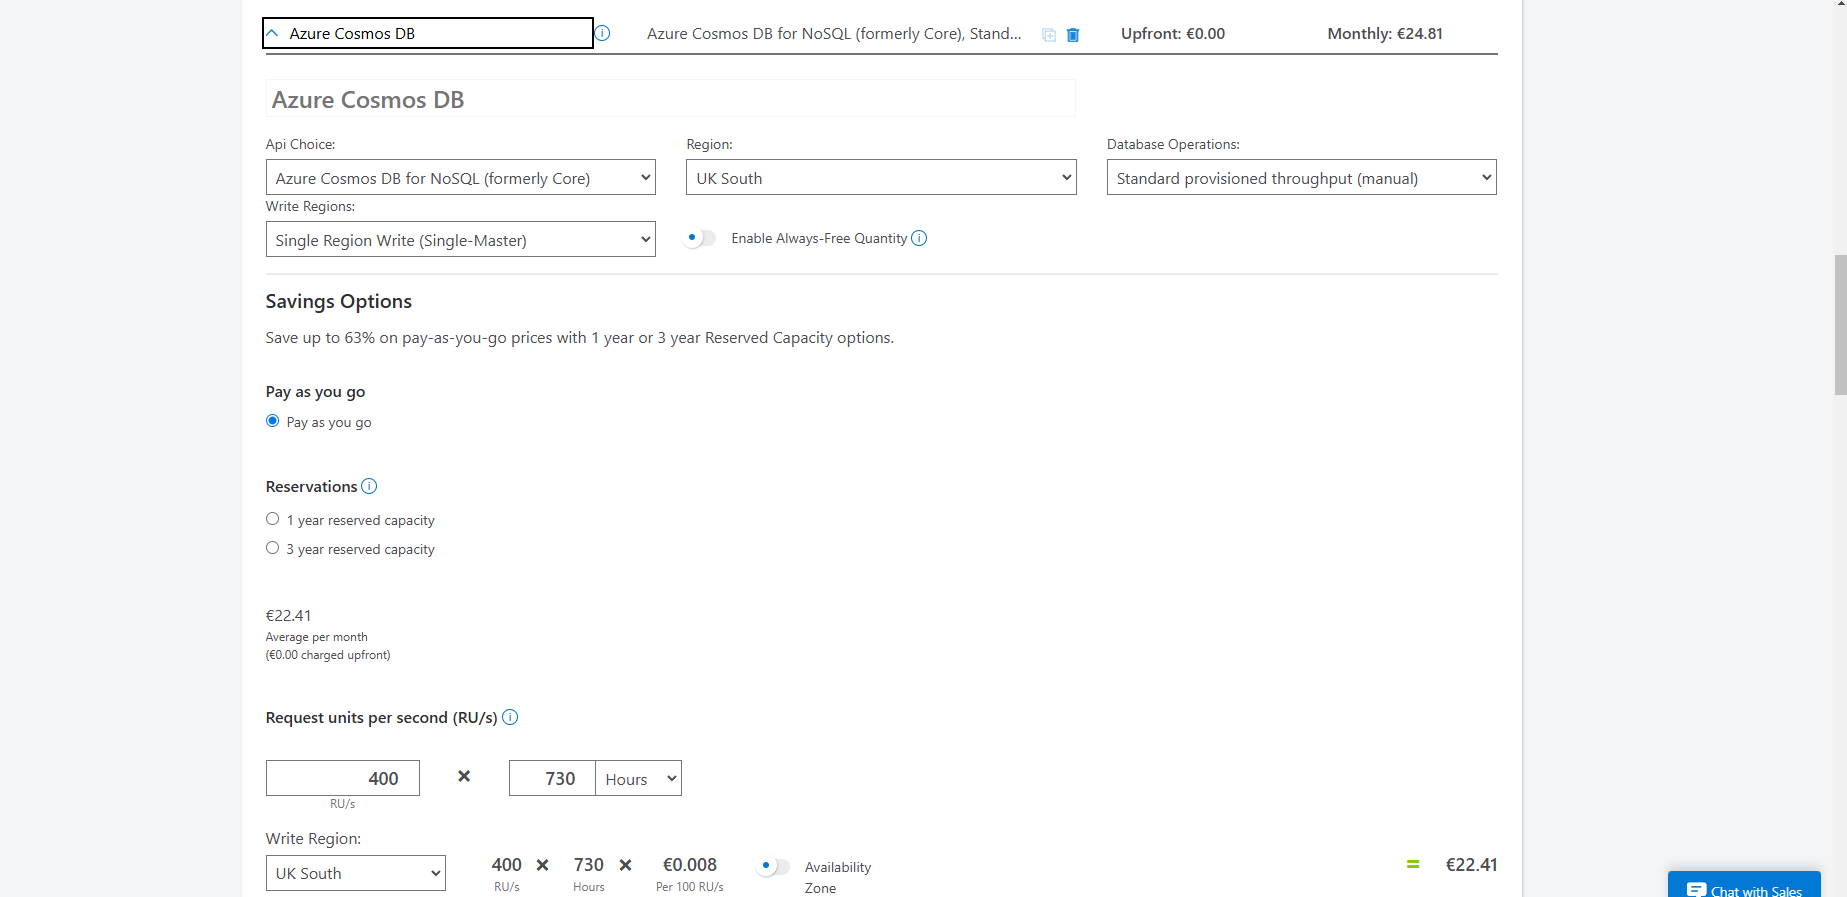 Azure Cosmos DB
Azure Cosmos DB for NoSQL (formerly Core), Stand...
Upfront: €0.00
Monthly: €24.81
Azure Cosmos DB
Api Choice:
Region:
Database Operations:
Azure Cosmos DB for NoSQL (formerly Core)
UK South
Standard provisioned throughput (manual)
Write Regions:
Single Region Write (Single-Master)
Enable Always-Free Quantity
Savings Options
Save up to 63% on pay-as-you-go prices with 1 year or 3 year Reserved Capacity options.
Pay as you go
Pay as you go
Reservations
1 year reserved capacity
3 year reserved capacity
€22.41
Average per month
(€0.00 charged upfront)
Request units per second (RU/s)
400 × 730 Hours
RU/s
Write Region:
UK South
400 × 730 × €0.008
RU/s Hours Per 100 RU/s
Availability
Zone
= €22.41
Chat with Sales